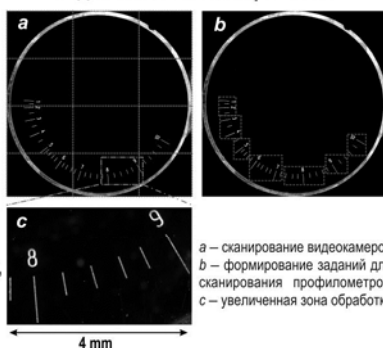 a
b
c
8
9
4 mm
a – сканирование видеокамеро
b – формирование заданий дл
сканирования профилометро
c – увеличенная зона обработк